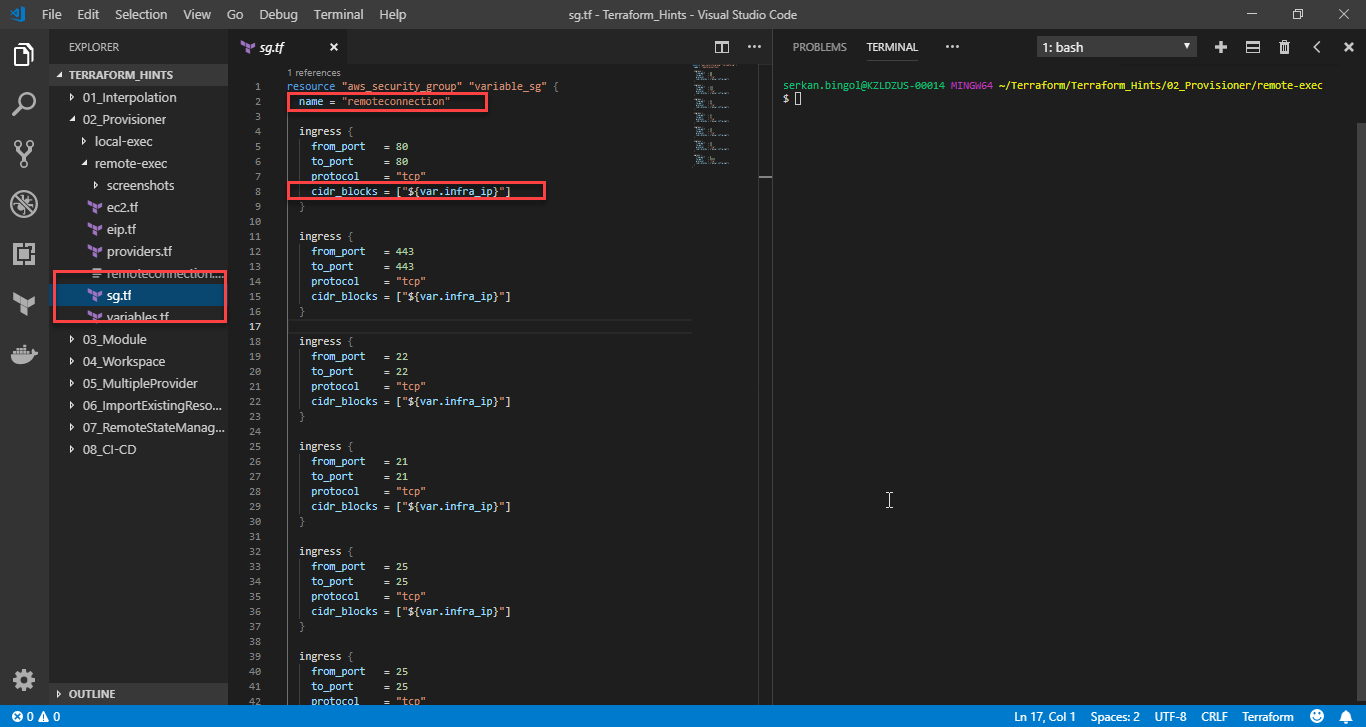 File Edit Selection View Go Debug Terminal Help
sg.tf - Terraform_Hints - Visual Studio Code
EXPLORER
TERRAFORM_HINTS
01_Interpolation
02_Provisioner
local-exec
remote-exec
screenshots
ec2.tf
eip.tf
providers.tf
remoteconnection....
sg.tf
variables.tf
03_Module
04_Workspace
05_MultipleProvider
06_ImportExistingReso...
07_RemoteStateManag...
08_CI-CD
OUTLINE
sg.tf
1 references
1 resource "aws_security_group" "variable_sg" {
2 name = "remoteconnection"
3
4 ingress {
5 from_port = 80
6 to_port = 80
7 protocol = "tcp"
8 cidr_blocks = ["${var.infra_ip}"]
9 }
10
11 ingress {
12 from_port = 443
13 to_port = 443
14 protocol = "tcp"
15 cidr_blocks = ["${var.infra_ip}"]
16 }
17
18 ingress {
19 from_port = 22
20 to_port = 22
21 protocol = "tcp"
22 cidr_blocks = ["${var.infra_ip}"]
23 }
24
25 ingress {
26 from_port = 21
27 to_port = 21
28 protocol = "tcp"
29 cidr_blocks = ["${var.infra_ip}"]
30 }
31
32 ingress {
33 from_port = 25
34 to_port = 25
35 protocol = "tcp"
36 cidr_blocks = ["${var.infra_ip}"]
37 }
38
39 ingress {
40 from_port = 25
41 to_port = 25
42 protocol = "tcp"
PROBLEMS TERMINAL
1: bash
serkan.bingol@KZLDZUS-00014 MINGW64 ~/Terraform/Terraform_Hints/02_Provisioner/remote-exec
$
0 0
Ln 17, Col 1 Spaces: 2 UTF-8 CRLF Terraform